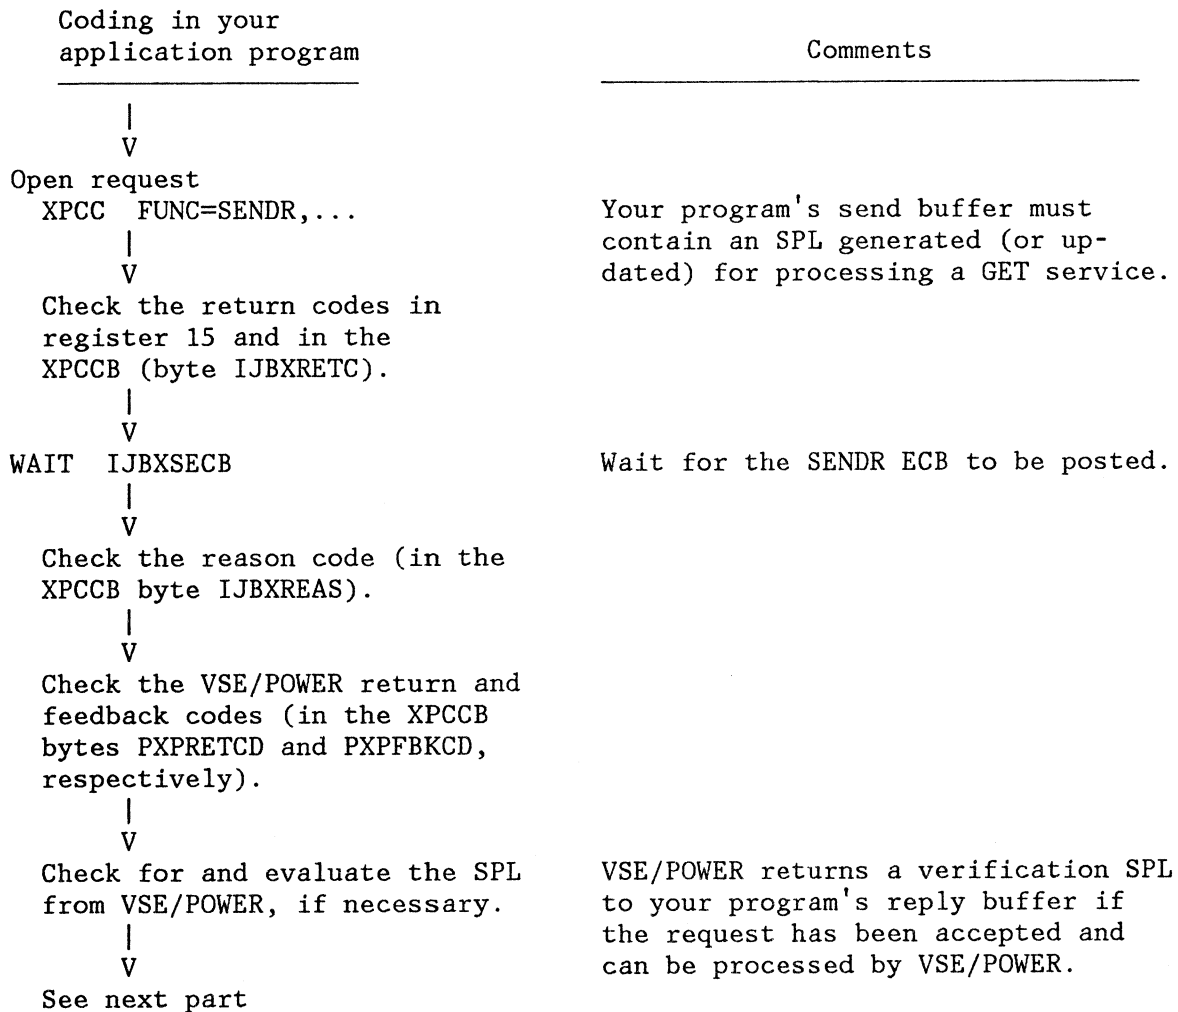 Coding in your
application program
Comments
|
V
Open request
XPCC FUNC=SENDR,...
Your program's send buffer must
contain an SPL generated (or up-
dated) for processing a GET service.
|
V
Check the return codes in
register 15 and in the
XPCCB (byte IJBXRETC).
|
V
WAIT IJBXSECB
Wait for the SENDR ECB to be posted.
|
V
Check the reason code (in the
XPCCB byte IJBXREAS).
|
V
Check the VSE/POWER return and
feedback codes (in the XPCCB
bytes PXPRETCD and PXPFBKCD,
respectively).
|
V
Check for and evaluate the SPL
from VSE/POWER, if necessary.
VSE/POWER returns a verification SPL
to your program's reply buffer if
the request has been accepted and
can be processed by VSE/POWER.
|
V
See next part